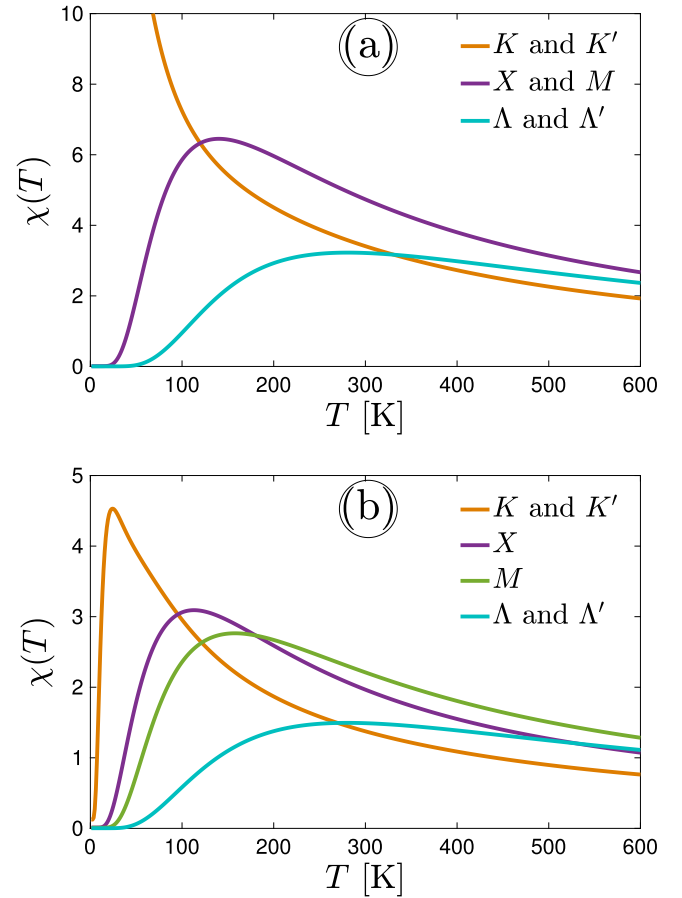 (a)
K and K′
X and M
Λ and Λ′
χ(T)
10
8
6
4
2
0
0 100 200 300 400 500 600
T [K]
(b)
K and K′
X
M
Λ and Λ′
χ(T)
5
4
3
2
1
0
0 100 200 300 400 500 600
T [K]